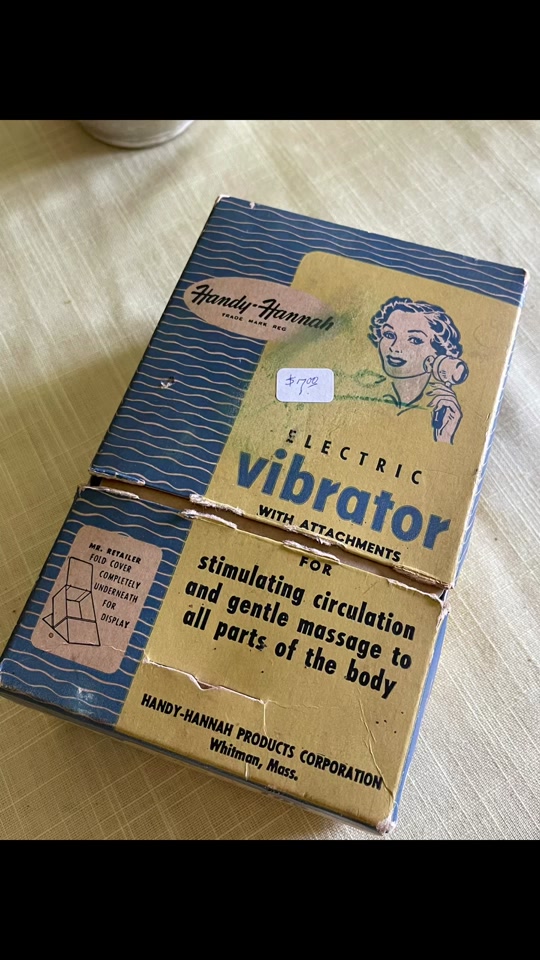 Handy-Hannah
TRADE MARK REG
$7.00
ELECTRIC
vibrator
WITH ATTACHMENTS
FOR
stimulating circulation
and gentle massage to
all parts of the body
MR. RETAILER
FOLD COVER
COMPLETELY
UNDERNEATH
FOR
DISPLAY
HANDY-HANNAH PRODUCTS CORPORATION
Whitman, Mass.